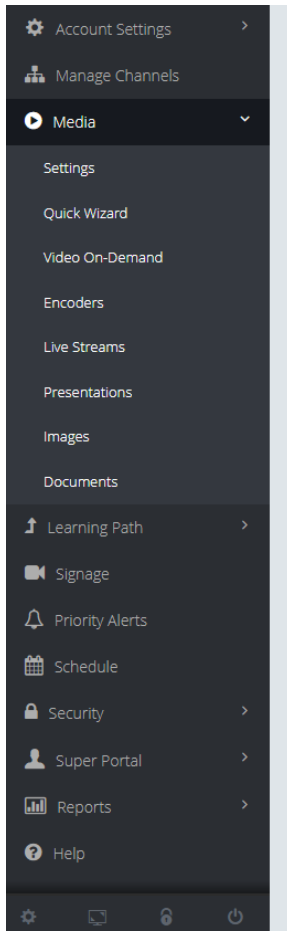 Account Settings
Manage Channels
Media
Settings
Quick Wizard
Video On-Demand
Encoders
Live Streams
Presentations
Images
Documents
Learning Path
Signage
Priority Alerts
Schedule
Security
Super Portal
Reports
Help